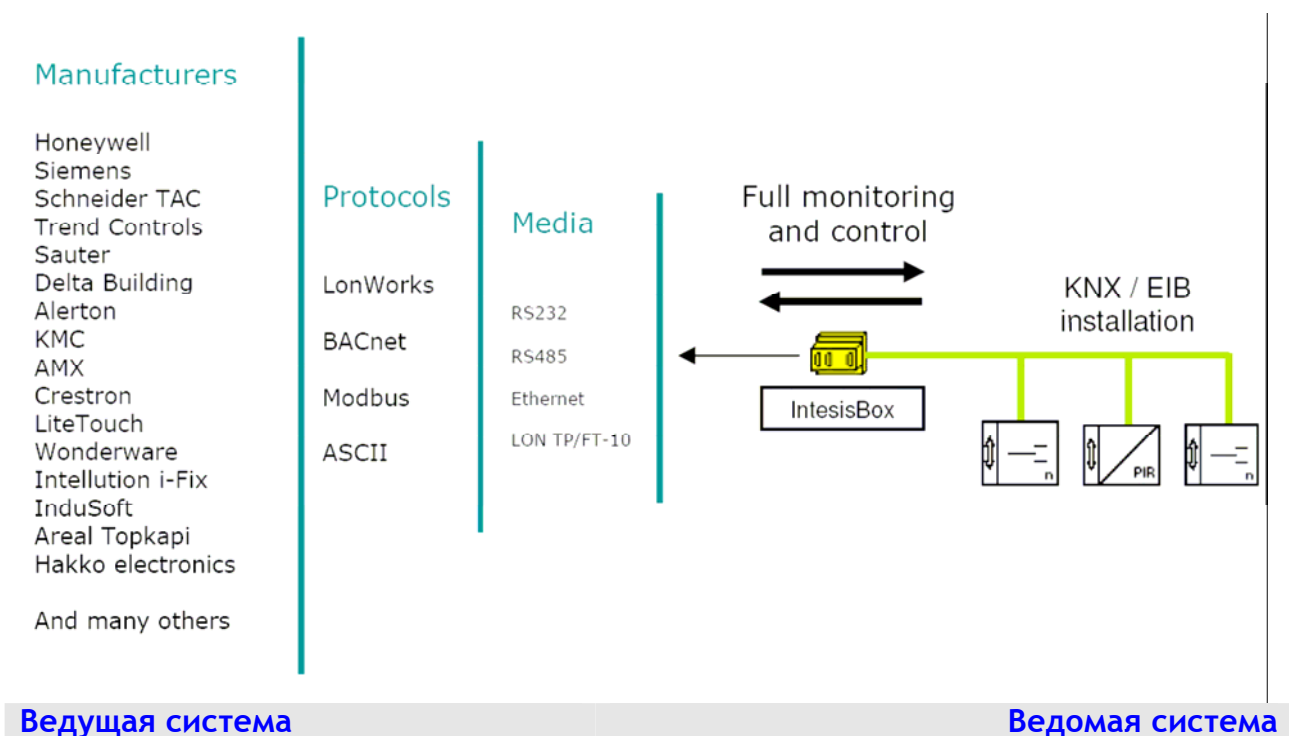 Manufacturers
Honeywell
Siemens
Schneider TAC
Trend Controls
Sauter
Delta Building
Alerton
KMC
AMX
Crestron
LiteTouch
Wonderware
Intellution i-Fix
InduSoft
Areal Topkapi
Hakko electronics
And many others
Protocols
LonWorks
BACnet
Modbus
ASCII
Media
RS232
RS485
Ethernet
LON TP/FT-10
Full monitoring
and control
IntesisBox
KNX / EIB
installation
n
PIR
n
Ведущая система
Ведомая система